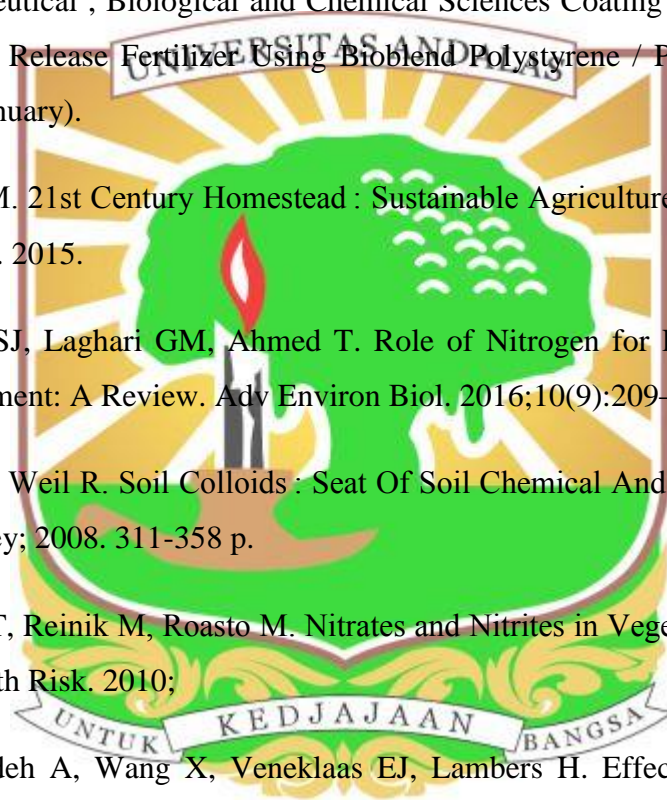 eutical , Biological and Chemical Sciences Coating
UNIVERSITAS ANDALAS
Release Fertilizer Using Bioblend Polystyrene / P
nuary).
M. 21st Century Homestead : Sustainable Agriculture
. 2015.
SJ, Laghari GM, Ahmed T. Role of Nitrogen for
ment: A Review. Adv Environ Biol. 2016;10(9):209–
Weil R. Soil Colloids : Seat Of Soil Chemical And
ey; 2008. 311-358 p.
T, Reinik M, Roasto M. Nitrates and Nitrites in Vege
th Risk. 2010;
UNTUK KEDJAJAAN BANGSA
deh A, Wang X, Veneklaas EJ, Lambers H. Effec